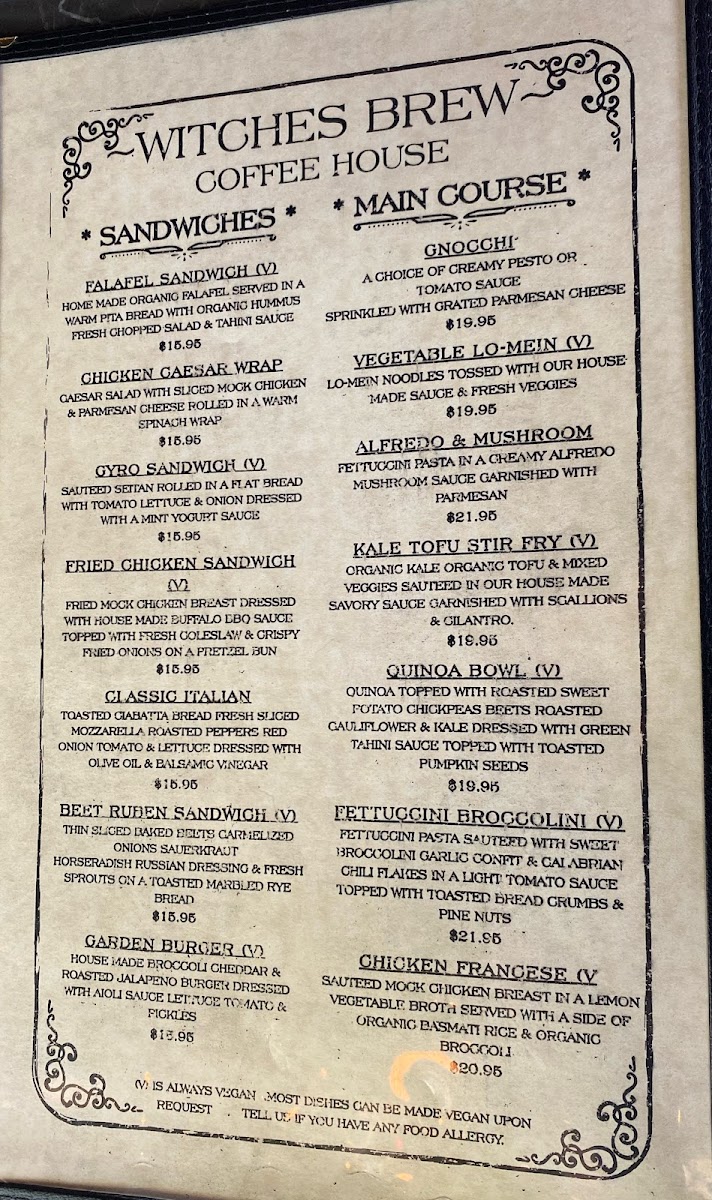 ~WITCHES BREW~
COFFEE HOUSE
* SANDWICHES *
FALAFEL SANDWICH (V)
HOME MADE ORGANIC FALAFEL SERVED IN A
WARM PITA BREAD WITH ORGANIC HUMMUS
FRESH CHOPPED SALAD & TAHINI SAUCE
$15.95
CHICKEN CAESAR WRAP
CAESAR SALAD WITH SLICED MOCK CHICKEN
& PARMESAN CHEESE ROLLED IN A WARM
SPINACH WRAP
$15.95
GYRO SANDWICH (V)
SAUTEED SEITAN ROLLED IN A FLAT BREAD
WITH TOMATO LETTUCE & ONION DRESSED
WITH A MINT YOGURT SAUCE
$15.95
FRIED CHICKEN SANDWICH
(V)
FRIED MOCK CHICKEN BREAST DRESSED
WITH HOUSE MADE BUFFALO BBQ SAUCE
TOPPED WITH FRESH COLESLAW & CRISPY
FRIED ONIONS ON A PRETZEL BUN
$15.95
CLASSIC ITALIAN
TOASTED CIABATTA BREAD FRESH SLICED
MOZZARELLA ROASTED PEPPERS RED
ONION TOMATO & LETTUCE DRESSED WITH
OLIVE OIL & BALSAMIC VINEGAR
$15.95
BEET RUBEN SANDWICH (V)
THIN SLICED BAKED BEETS CARMELIZED
ONIONS SAUERKRAUT
HORSERADISH RUSSIAN DRESSING & FRESH
SPROUTS ON A TOASTED MARBLED RYE
BREAD
$15.95
GARDEN BURGER (V)
HOUSE MADE BROCCOLI CHEDDAR &
ROASTED JALAPENO BURGER DRESSED
WITH AIOLI SAUCE LETTUCE TOMATO &
PICKLES
$15.95
* MAIN COURSE *
GNOCCHI
A CHOICE OF CREAMY PESTO OR
TOMATO SAUCE
SPRINKLED WITH GRATED PARMESAN CHEESE
$19.95
VEGETABLE LO-MEIN (V)
LO-MEIN NOODLES TOSSED WITH OUR HOUSE
MADE SAUCE & FRESH VEGGIES
$19.95
ALFREDO & MUSHROOM
FETTUCCINI PASTA IN A CREAMY ALFREDO
MUSHROOM SAUCE GARNISHED WITH
PARMESAN
$21.95
KALE TOFU STIR FRY (V)
ORGANIC KALE ORGANIC TOFU & MIXED
VEGGIES SAUTEED IN OUR HOUSE MADE
SAVORY SAUCE GARNISHED WITH SCALLIONS
& CILANTRO.
$19.95
QUINOA BOWL (V)
QUINOA TOPPED WITH ROASTED SWEET
POTATO CHICKPEAS BEETS ROASTED
CAULIFLOWER & KALE DRESSED WITH GREEN
TAHINI SAUCE TOPPED WITH TOASTED
PUMPKIN SEEDS
$19.95
FETTUCCINI BROCCOLINI (V)
FETTUCCINI PASTA SAUTEED WITH SWEET
BROCCOLINI GARLIC CONFIT & CALABRIAN
CHILI FLAKES IN A LIGHT TOMATO SAUCE
TOPPED WITH TOASTED BREAD CRUMBS &
PINE NUTS
$21.95
CHICKEN FRANCESE (V
SAUTEED MOCK CHICKEN BREAST IN A LEMON
VEGETABLE BROTH SERVED WITH A SIDE OF
ORGANIC BASMATI RICE & ORGANIC
BROCCOLI
$20.95
(V) IS ALWAYS VEGAN .MOST DISHES CAN BE MADE VEGAN UPON
REQUEST . TELL US IF YOU HAVE ANY FOOD ALLERGY.